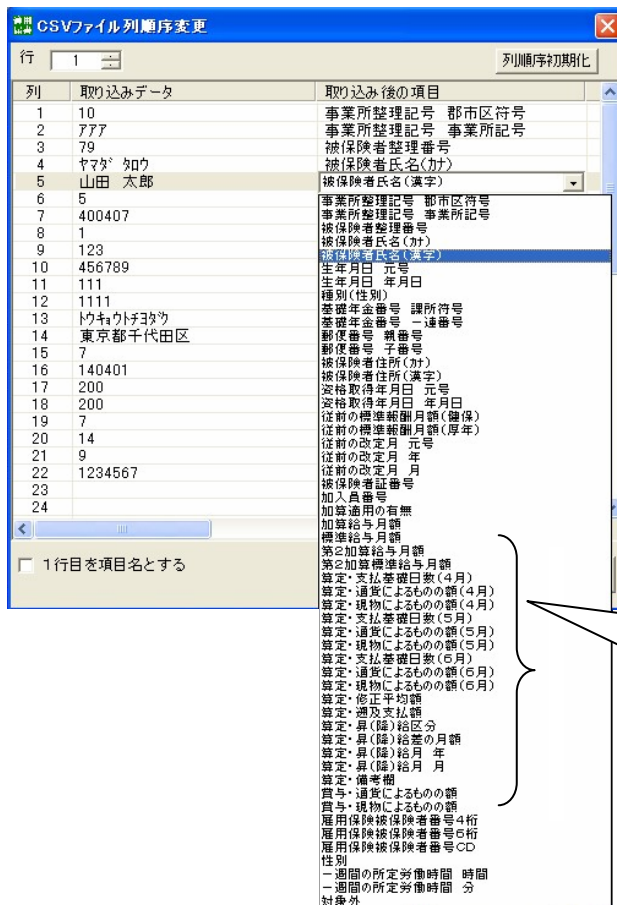 CSVファイル列順序変更
行 1 列順序初期化
列 取り込みデータ 取り込み後の項目
1 10 事業所整理記号 郡市区符号
2 777 事業所整理記号 事業所記号
3 79 被保険者整理番号
4 ヤマダ タロウ 被保険者氏名(カナ)
5 山田 太郎 被保険者氏名(漢字)
6 5
7 400407
8 1
9 123
10 456789
11 111
12 1111
13 トウキョウトチヨダク
14 東京都千代田区
15 7
16 140401
17 200
18 200
19 7
20 14
21 9
22 1234567
23
24
1行目を項目名とする
事業所整理記号 郡市区符号
事業所整理記号 事業所記号
被保険者整理番号
被保険者氏名(カナ)
被保険者氏名(漢字)
生年月日 元号
生年月日 年月日
種別(性別)
基礎年金番号 課所符号
基礎年金番号 一連番号
郵便番号 親番号
郵便番号 子番号
被保険者住所(カナ)
被保険者住所(漢字)
資格取得年月日 元号
資格取得年月日 年月日
従前の標準報酬月額(健保)
従前の標準報酬月額(厚年)
従前の改定月 元号
従前の改定月 年
従前の改定月 月
被保険者証番号
加入員番号
加算適用の有無
加算給与月額
標準給与月額
第2加算給与月額
第2加算標準給与月額
算定・支払基礎日数(4月)
算定・通貨によるものの額(4月)
算定・現物によるものの額(4月)
算定・支払基礎日数(5月)
算定・通貨によるものの額(5月)
算定・現物によるものの額(5月)
算定・支払基礎日数(6月)
算定・通貨によるものの額(6月)
算定・現物によるものの額(6月)
算定・修正平均額
算定・遡及支払額
算定・昇(降)給区分
算定・昇(降)給差の月額
算定・昇(降)給月 年
算定・昇(降)給月 月
算定・備考欄
賞与・通貨によるものの額
賞与・現物によるものの額
雇用保険被保険者番号4桁
雇用保険被保険者番号6桁
雇用保険被保険者番号CD
性別
一週間の所定労働時間 時間
一週間の所定労働時間 分
対象外